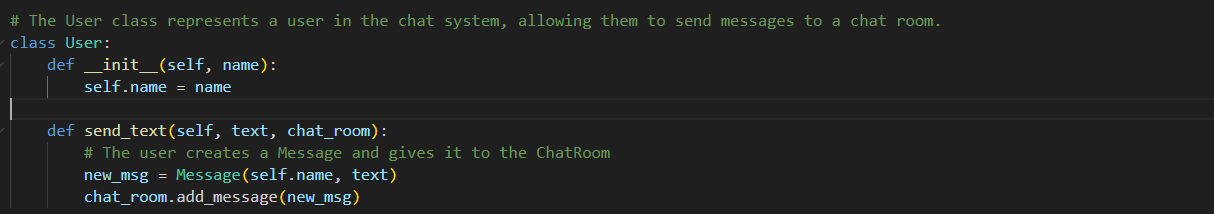 # The User class represents a user in the chat system, allowing them to send messages to a chat room.
class User:
    def __init__(self, name):
        self.name = name

    def send_text(self, text, chat_room):
        # The user creates a Message and gives it to the ChatRoom
        new_msg = Message(self.name, text)
        chat_room.add_message(new_msg)